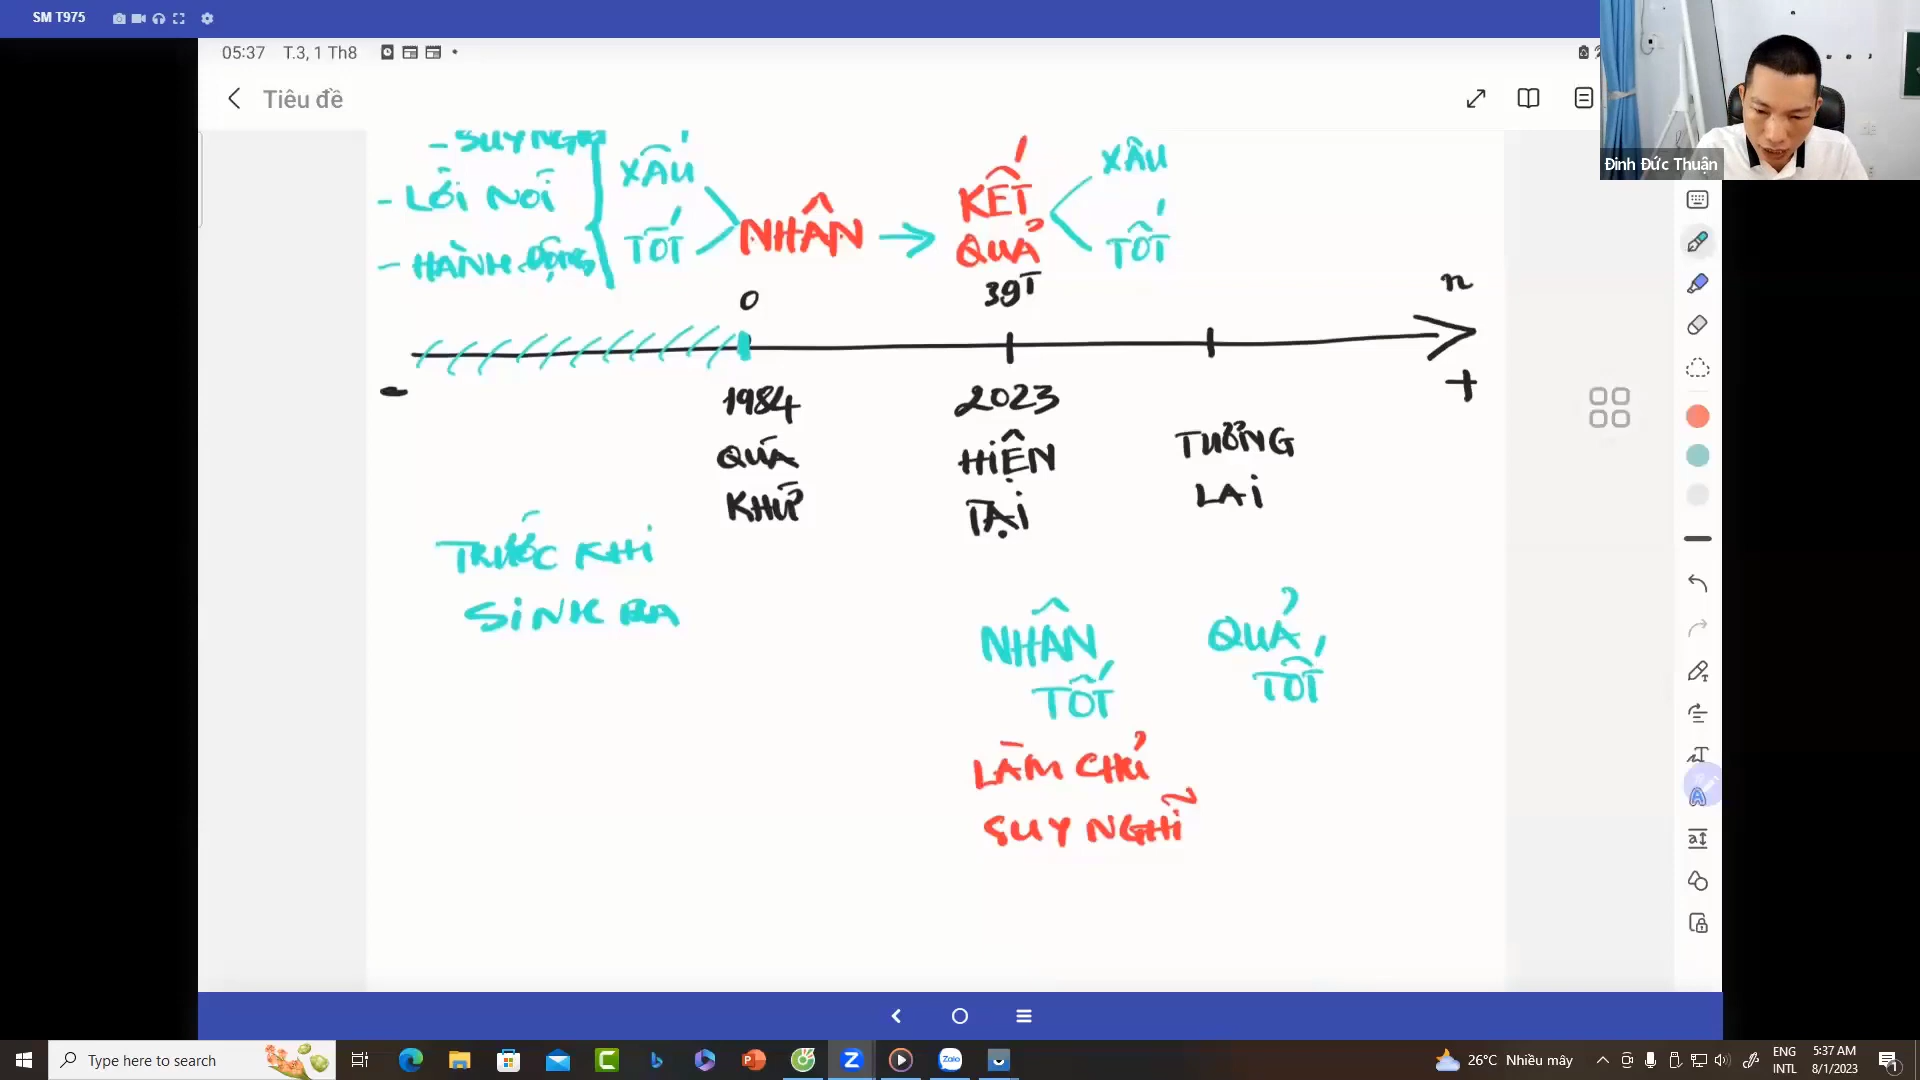 SM T975
05:37 T.3, 1 Th8
Tiêu đề
Đinh Đức Thuận
- SUY NGHĨ
- LỜI NÓI
- HÀNH ĐỘNG
XẤU
TỐT
NHÂN
KẾT
QUẢ
XẤU
TỐT
0
39T
n
-
+
1984
2023
QUÁ
KHỨ
HIỆN
TẠI
TƯƠNG
LAI
TRƯỚC KHI
SINH RA
NHÂN
TỐT
QUẢ
TỐT
LÀM CHỦ
SUY NGHĨ
Type here to search
26°C Nhiều mây
ENG
INTL
5:37 AM
8/1/2023